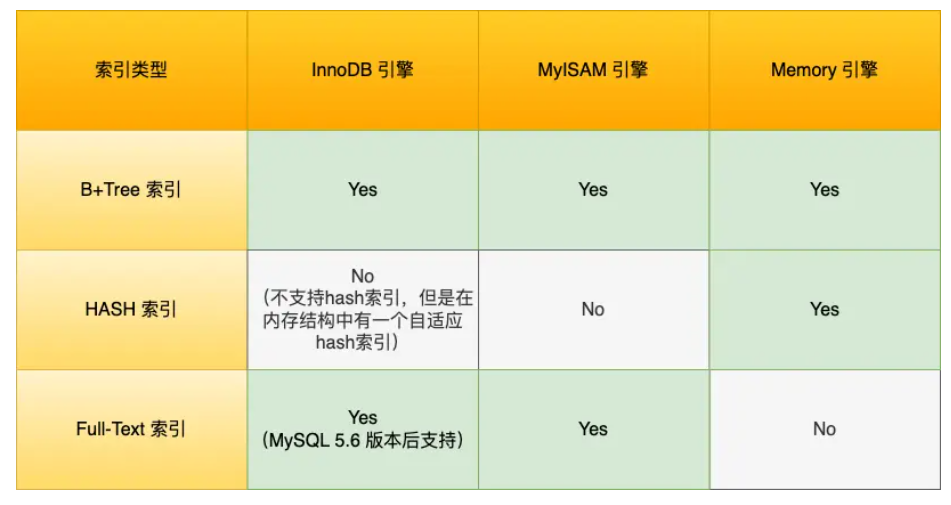 索引类型
InnoDB 引擎
MyISAM 引擎
Memory 引擎
B+Tree 索引
Yes
Yes
Yes
HASH 索引
No
（不支持hash索引，但是在
内存结构中有一个自适应
hash索引）
No
Yes
Full-Text 索引
Yes
（MySQL 5.6 版本后支持）
Yes
No